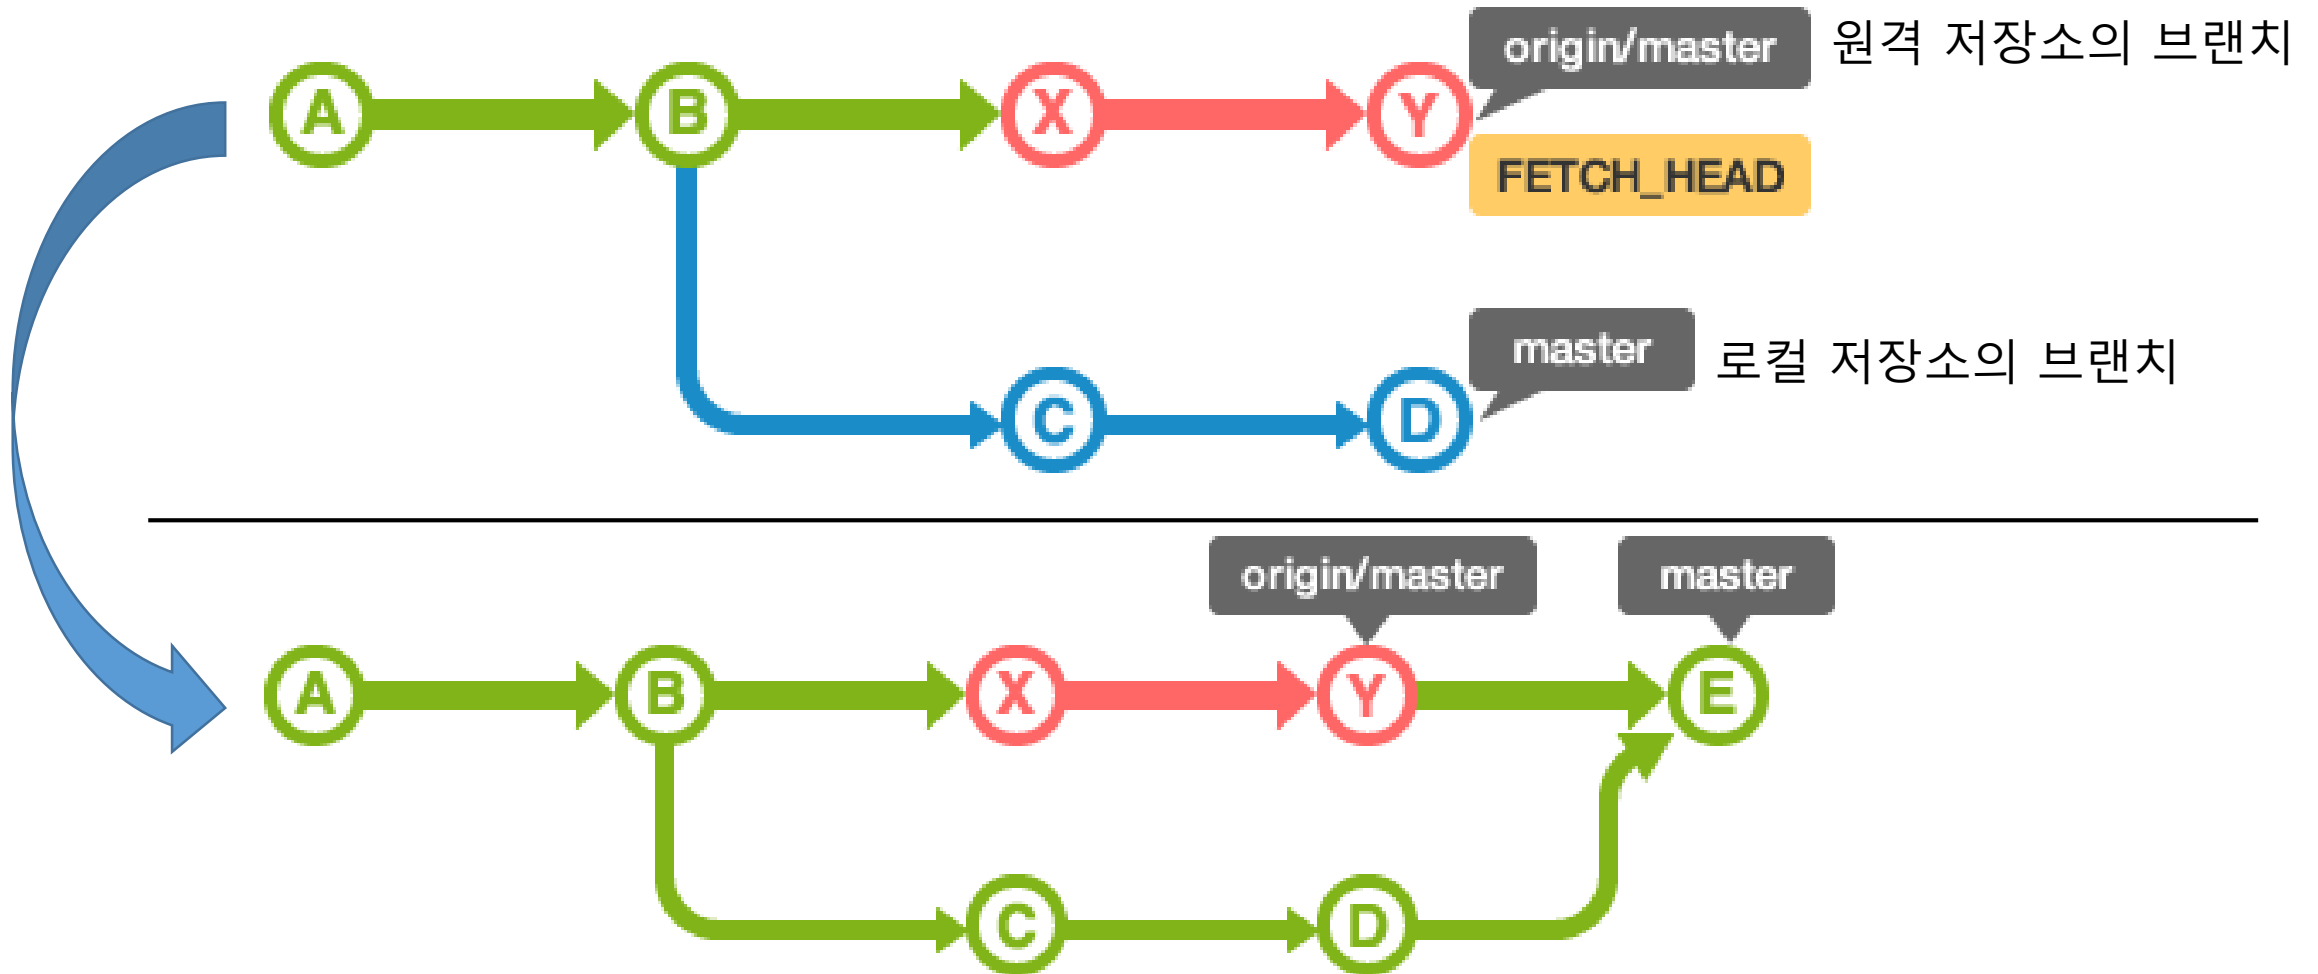 origin/master 원격 저장소의 브랜치
A B X Y
FETCH_HEAD
master 로컬 저장소의 브랜치
C D
origin/master master
A B X Y E
C D